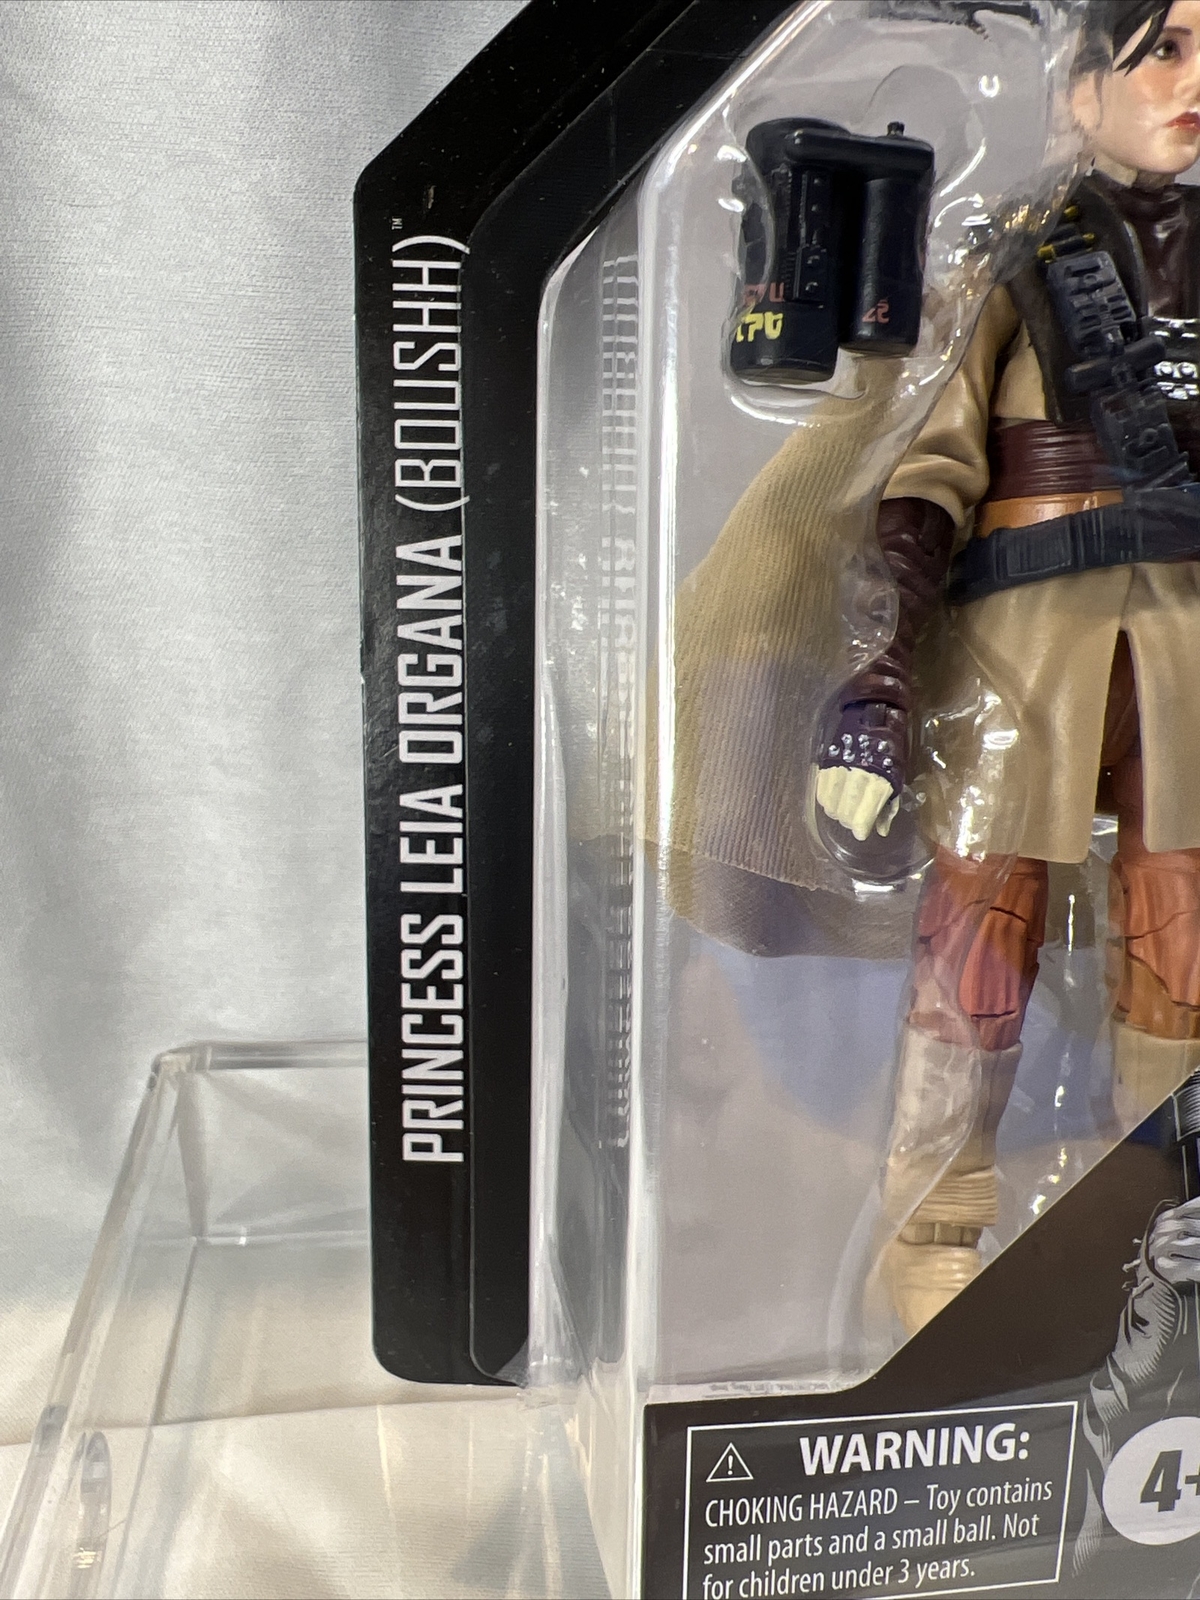 PRINCESS LEIA ORGANA (BOUSHH)™
WARNING:
CHOKING HAZARD – Toy contains
small parts and a small ball. Not
for children under 3 years.
4+